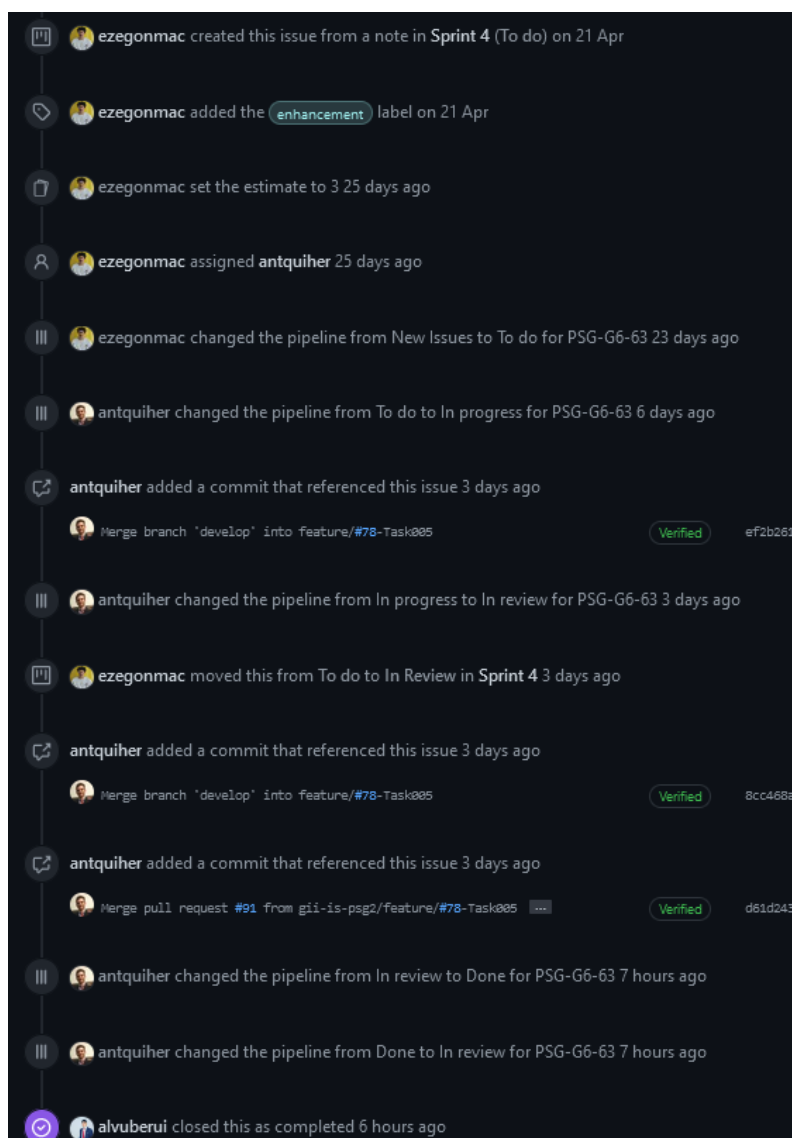 ezegonmac created this issue from a note in Sprint 4 (To do) on 21 Apr
ezegonmac added the enhancement label on 21 Apr
ezegonmac set the estimate to 3 25 days ago
ezegonmac assigned antquiher 25 days ago
ezegonmac changed the pipeline from New Issues to To do for PSG-G6-63 23 days ago
antquiher changed the pipeline from To do to In progress for PSG-G6-63 6 days ago
antquiher added a commit that referenced this issue 3 days ago
Merge branch 'develop' into feature/#78-Task005 Verified ef2b261
antquiher changed the pipeline from In progress to In review for PSG-G6-63 3 days ago
ezegonmac moved this from To do to In Review in Sprint 4 3 days ago
antquiher added a commit that referenced this issue 3 days ago
Merge branch 'develop' into feature/#78-Task005 Verified 8cc468a
antquiher added a commit that referenced this issue 3 days ago
Merge pull request #91 from gii-is-psg2/feature/#78-Task005 ... Verified d61d243
antquiher changed the pipeline from In review to Done for PSG-G6-63 7 hours ago
antquiher changed the pipeline from Done to In review for PSG-G6-63 7 hours ago
alvuberui closed this as completed 6 hours ago